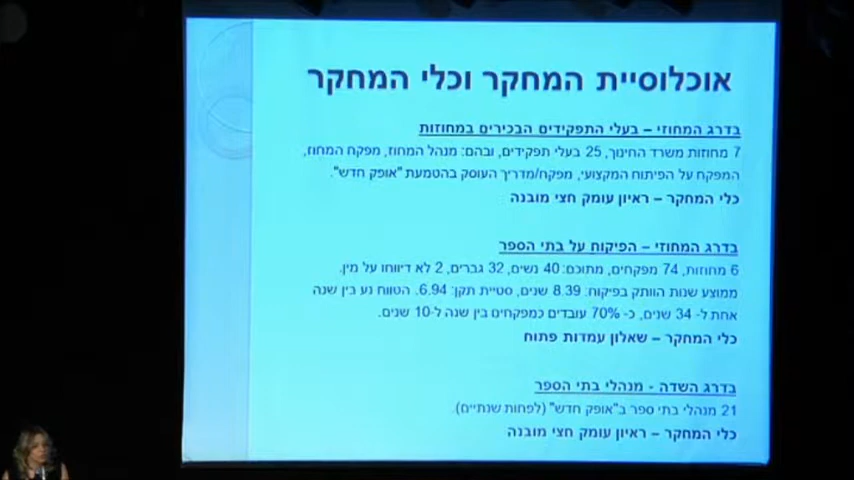 אוכלוסיית המחקר וכלי המחקר
בדרג המחוזי – בעלי התפקידים הבכירים במחוזות
7 מחוזות משרד החינוך, 25 בעלי תפקידים, ובהם: מנהל המחוז, מפקח המחוז,
המפקח על הפיתוח המקצועי, מפקח/מדריך העוסק בהטמעת "אופק חדש".
כלי המחקר – ראיון עומק חצי מובנה
בדרג המחוזי – הפיקוח על בתי הספר
6 מחוזות, 74 מפקחים, מתוכם: 40 נשים, 32 גברים, 2 לא דיווחו על מין.
ממוצע שנות הוותק בפיקוח: 8.39 שנים, סטיית תקן: 6.94. הטווח נע בין שנה
אחת ל- 34 שנים, כ- 70% עובדים כמפקחים בין שנה ל-10 שנים.
כלי המחקר – שאלון עמדות פתוח
בדרג השדה - מנהלי בתי הספר
21 מנהלי בתי ספר ב"אופק חדש" (לפחות שנתיים).
כלי המחקר – ראיון עומק חצי מובנה